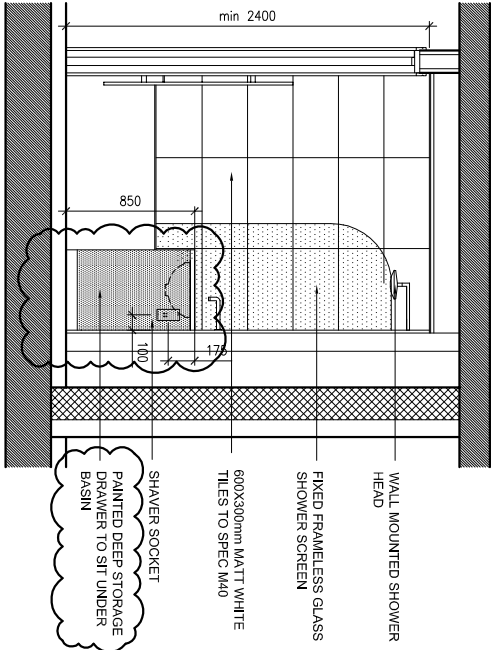 min 2400
850
100
175
WALL MOUNTED SHOWER
HEAD
FIXED FRAMELESS GLASS
SHOWER SCREEN
600X300mm MATT WHITE
TILES TO SPEC M40
SHAVER SOCKET
PAINTED DEEP STORAGE
DRAWER TO SIT UNDER
BASIN